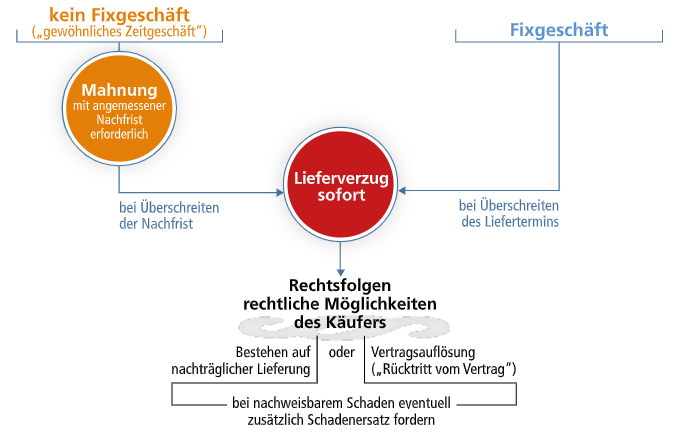 kein Fixgeschäft
(„gewöhnliches Zeitgeschäft”)
Fixgeschäft
Mahnung
mit angemessener
Nachfrist
erforderlich
Lieferverzug
sofort
bei Überschreiten
der Nachfrist
bei Überschreiten
des Liefertermins
Rechtsfolgen
rechtliche Möglichkeiten
des Käufers
Bestehen auf
nachträglicher Lieferung
oder
Vertragsauflösung
(„Rücktritt vom Vertrag”)
bei nachweisbarem Schaden eventuell
zusätzlich Schadenersatz fordern